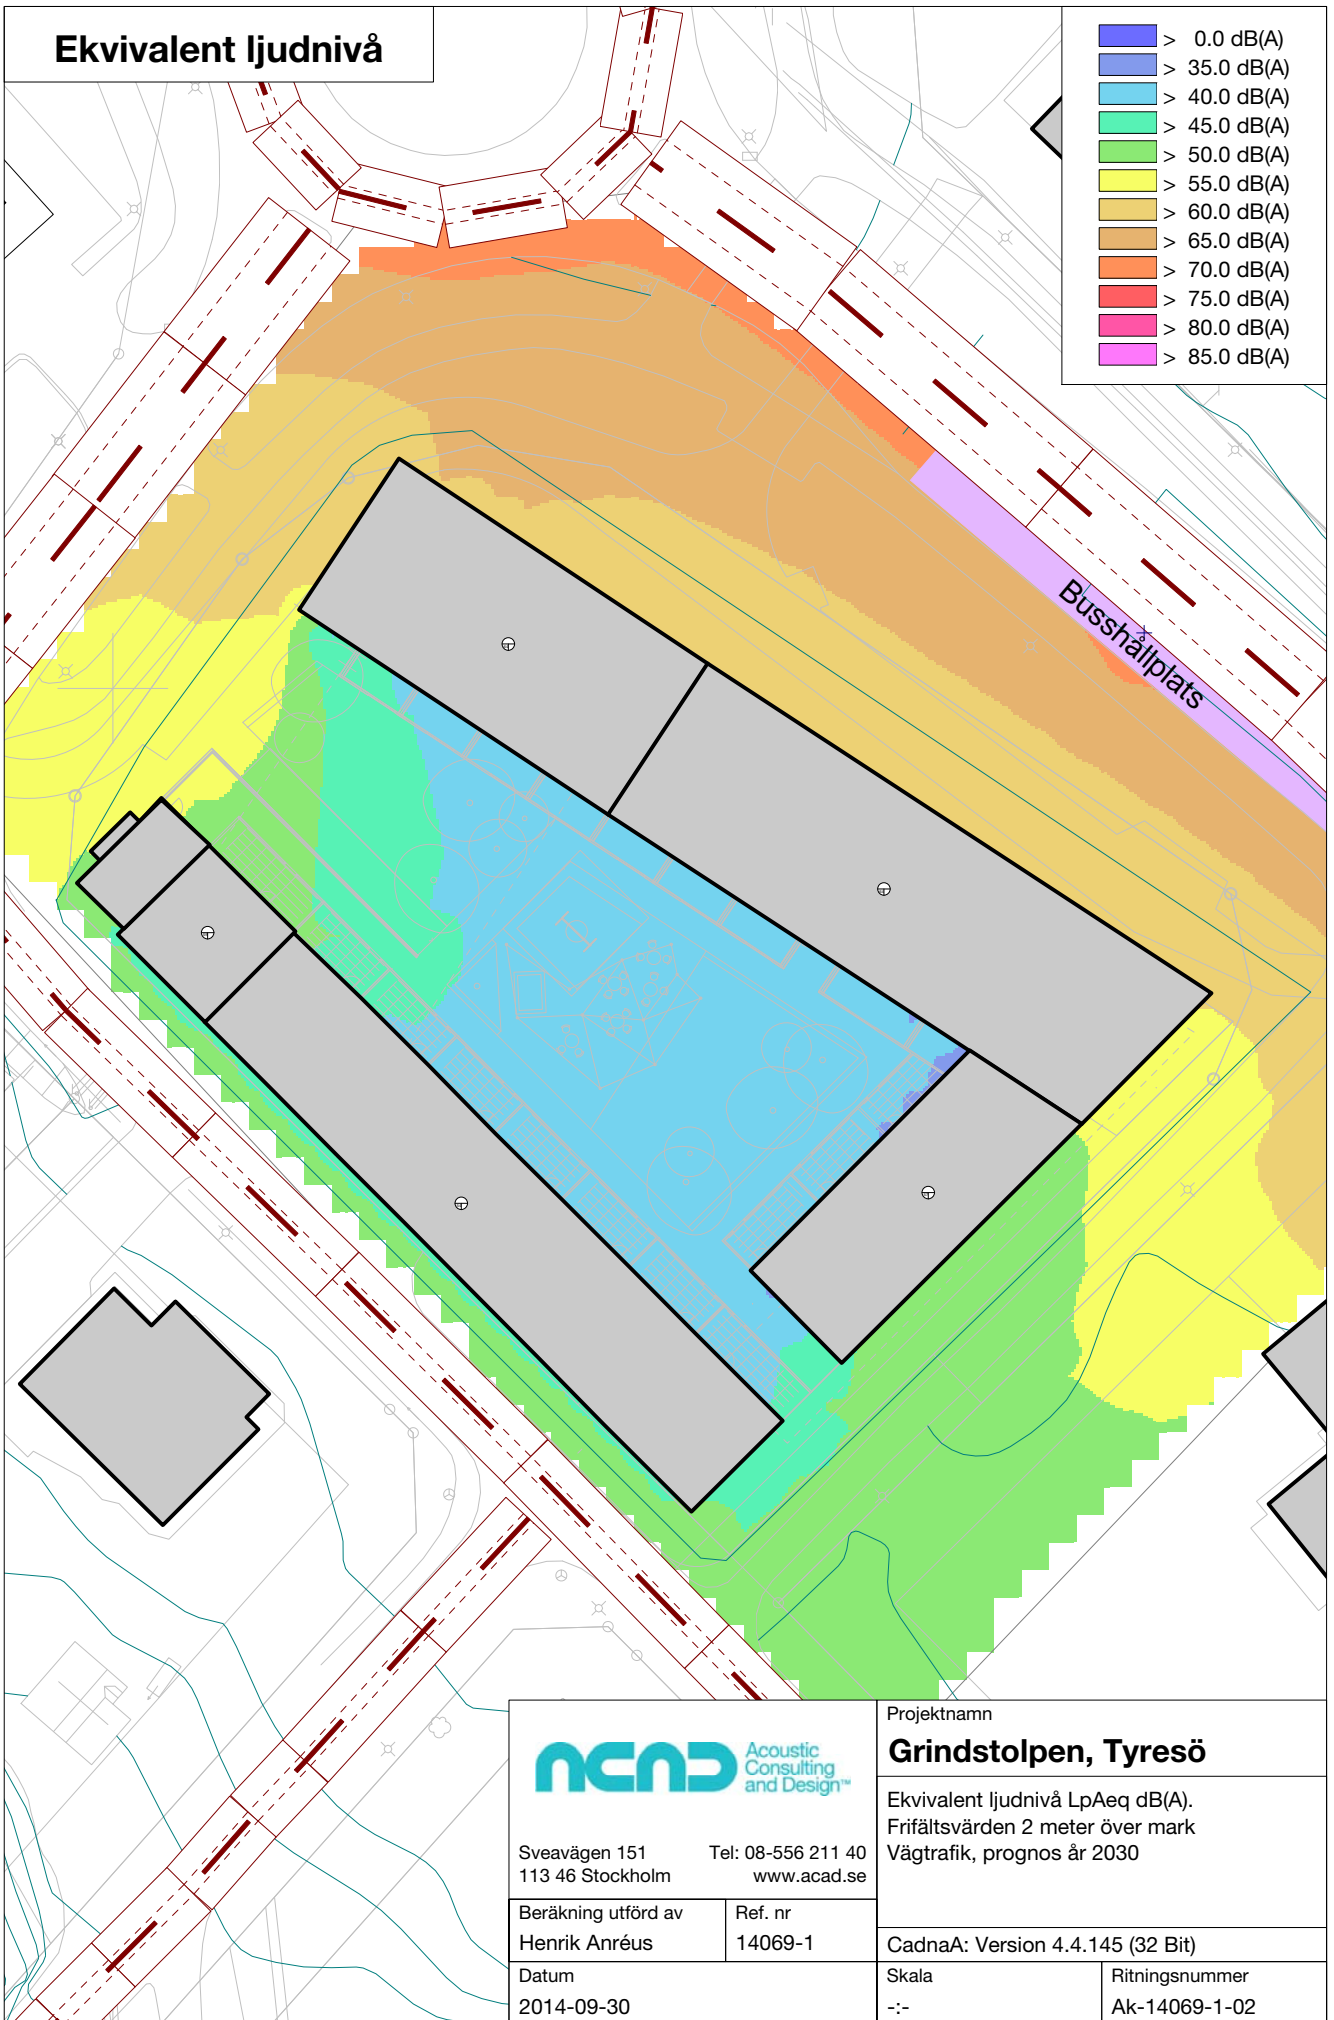 Ekvivalent ljudnivå
> 0.0 dB(A)
> 35.0 dB(A)
> 40.0 dB(A)
> 45.0 dB(A)
> 50.0 dB(A)
> 55.0 dB(A)
> 60.0 dB(A)
> 65.0 dB(A)
> 70.0 dB(A)
> 75.0 dB(A)
> 80.0 dB(A)
> 85.0 dB(A)
Busshållplats
ACAD
Acoustic
Consulting
and Design™
Sveavägen 151
113 46 Stockholm
Tel: 08-556 211 40
www.acad.se
Beräkning utförd av
Henrik Anréus
Ref. nr
14069-1
Datum
2014-09-30
Projektnamn
Grindstolpen, Tyresö
Ekvivalent ljudnivå LpAeq dB(A).
Frifältsvärden 2 meter över mark
Vägtrafik, prognos år 2030
CadnaA: Version 4.4.145 (32 Bit)
Skala
-:-
Ritningsnummer
Ak-14069-1-02